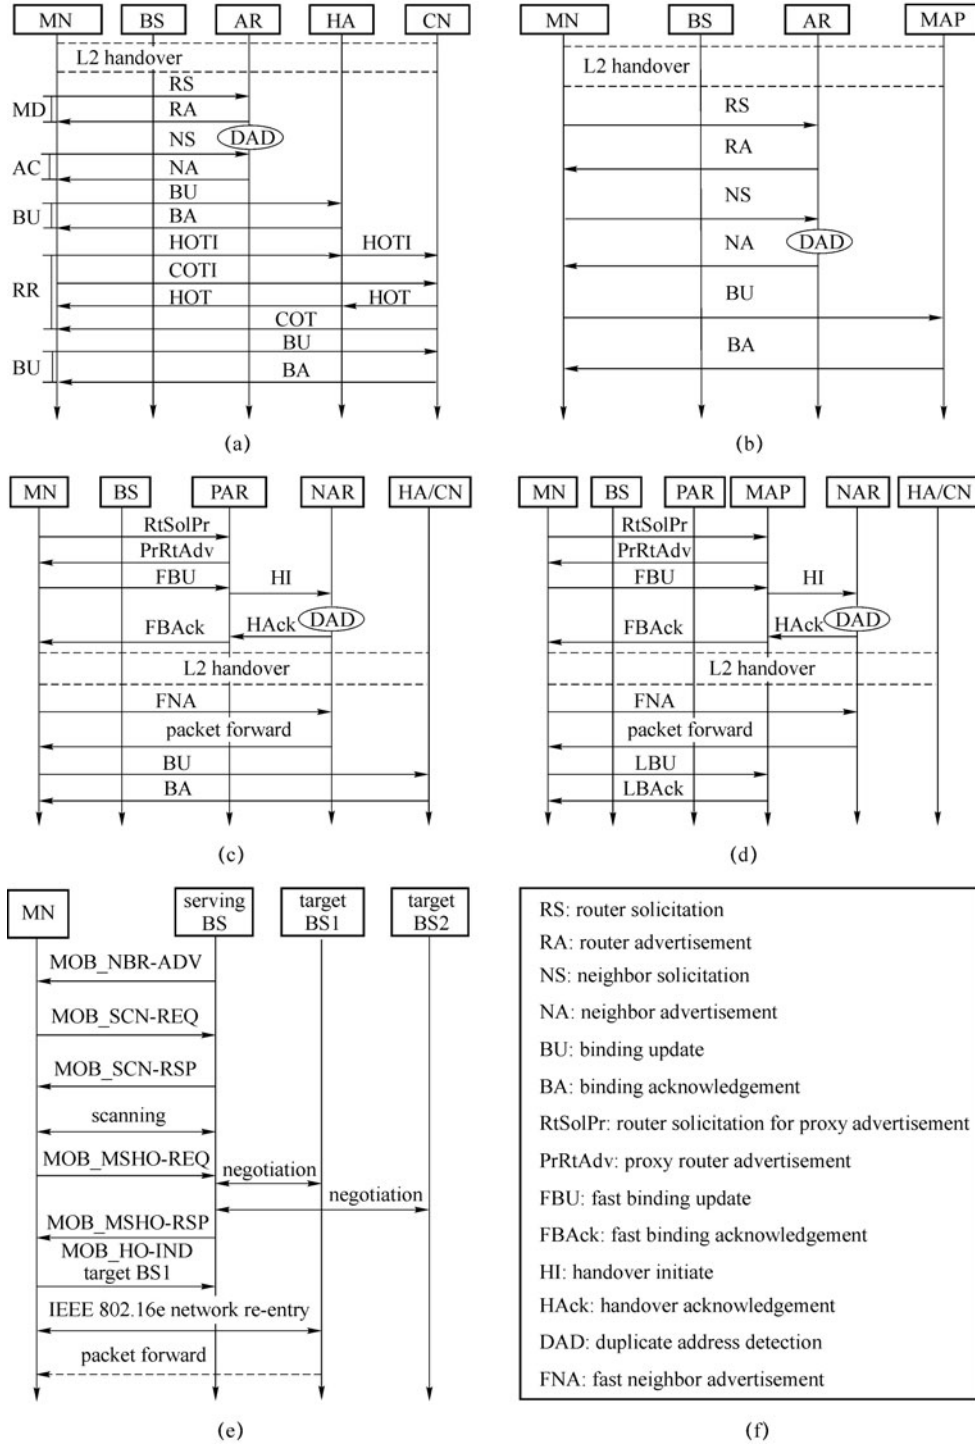 MN BS AR HA CN
L2 handover
RS
MD RA
NS DAD
AC NA
BU
BU BA
HOTI HOTI
COTI
RR HOT HOT
COT
BU
BU BA
(a)
MN BS AR MAP
L2 handover
RS
RA
NS
NA DAD
BU
BA
(b)
MN BS PAR NAR HA/CN
RtSolPr
PrRtAdv
FBU HI
FBAck HAck DAD
L2 handover
FNA
packet forward
BU
BA
(c)
MN BS PAR MAP NAR HA/CN
RtSolPr
PrRtAdv
FBU HI
FBAck HAck DAD
L2 handover
FNA
packet forward
LBU
LBAck
(d)
MN serving BS target BS1 target BS2
MOB_NBR-ADV
MOB_SCN-REQ
MOB_SCN-RSP
scanning
MOB_MSHO-REQ
negotiation
negotiation
MOB_MSHO-RSP
MOB_HO-IND
target BS1
IEEE 802.16e network re-entry
packet forward
(e)
RS: router solicitation
RA: router advertisement
NS: neighbor solicitation
NA: neighbor advertisement
BU: binding update
BA: binding acknowledgement
RtSolPr: router solicitation for proxy advertisement
PrRtAdv: proxy router advertisement
FBU: fast binding update
FBAck: fast binding acknowledgement
HI: handover initiate
HAck: handover acknowledgement
DAD: duplicate address detection
FNA: fast neighbor advertisement
(f)